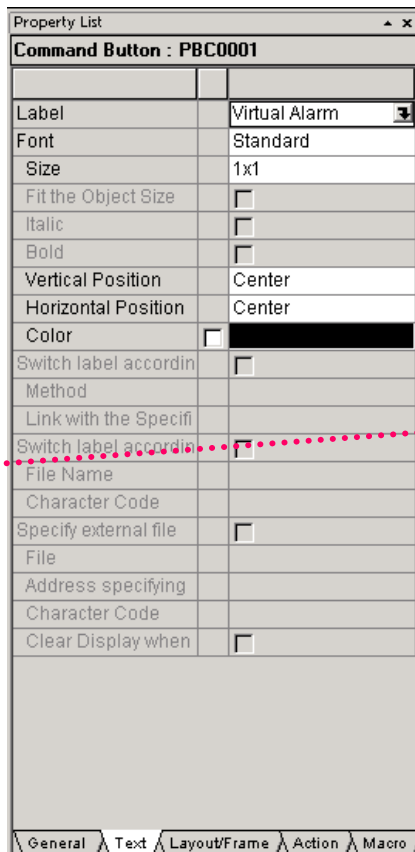 Property List
Command Button : PBC0001
Label Virtual Alarm
Font Standard
Size 1x1
Fit the Object Size
Italic
Bold
Vertical Position Center
Horizontal Position Center
Color
Switch label accordin
Method
Link with the Specifi
Switch label accordin
File Name
Character Code
Specify external file
File
Address specifying
Character Code
Clear Display when
General Text Layout/Frame Action Macro